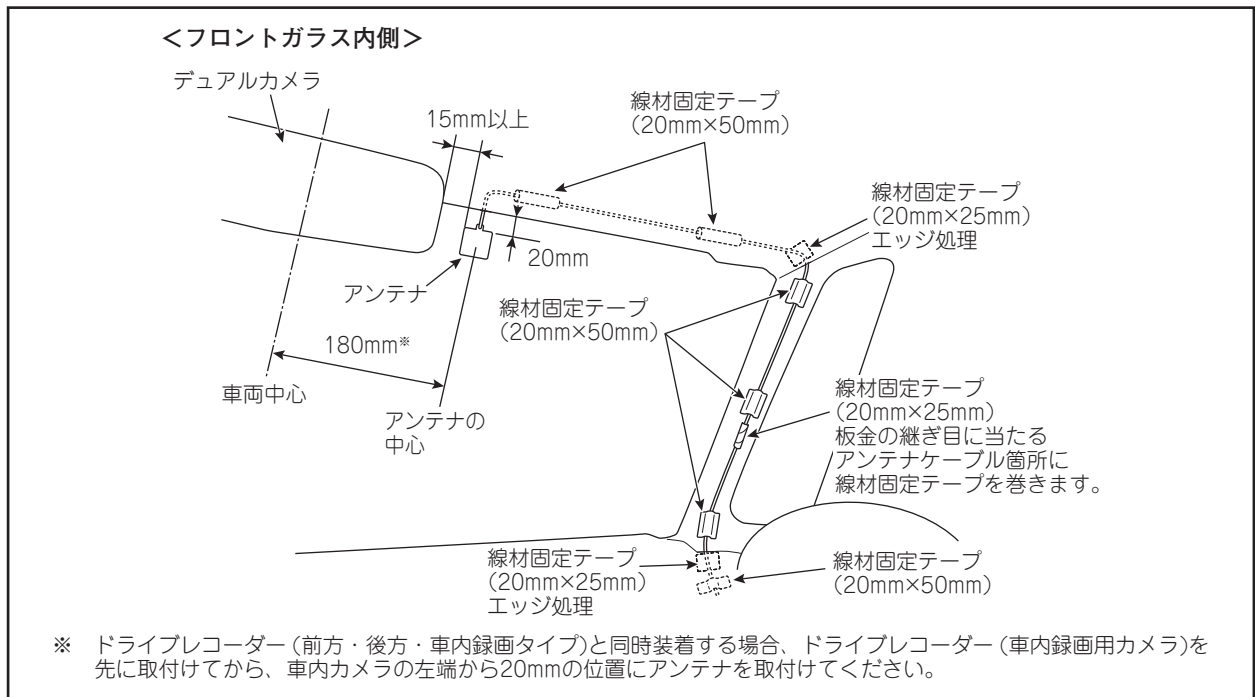 ＜フロントガラス内側＞
デュアルカメラ
15mm以上
線材固定テープ
(20mm×50mm)
線材固定テープ
(20mm×25mm)
エッジ処理
20mm
アンテナ
線材固定テープ
(20mm×50mm)
180mm※
車両中心
アンテナの
中心
線材固定テープ
(20mm×25mm)
板金の継ぎ目に当たる
アンテナケーブル箇所に
線材固定テープを巻きます。
線材固定テープ
(20mm×25mm)
エッジ処理
線材固定テープ
(20mm×50mm)
※ ドライブレコーダー (前方・後方・車内録画タイプ)と同時装着する場合、ドライブレコーダー (車内録画用カメラ)を
先に取付けてから、車内カメラの左端から20mmの位置にアンテナを取付けてください。